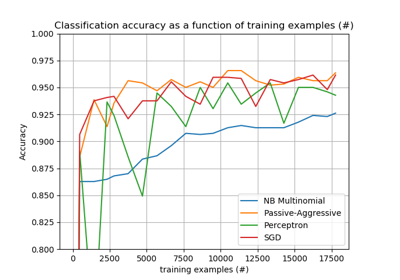 Classification accuracy as a function of training examples (#)
1.000
0.975
0.950
0.925
0.900
0.875
0.850
0.825
0.800
Accuracy
NB Multinomial
Passive-Aggressive
Perceptron
SGD
0 2500 5000 7500 10000 12500 15000 17500
training examples (#)